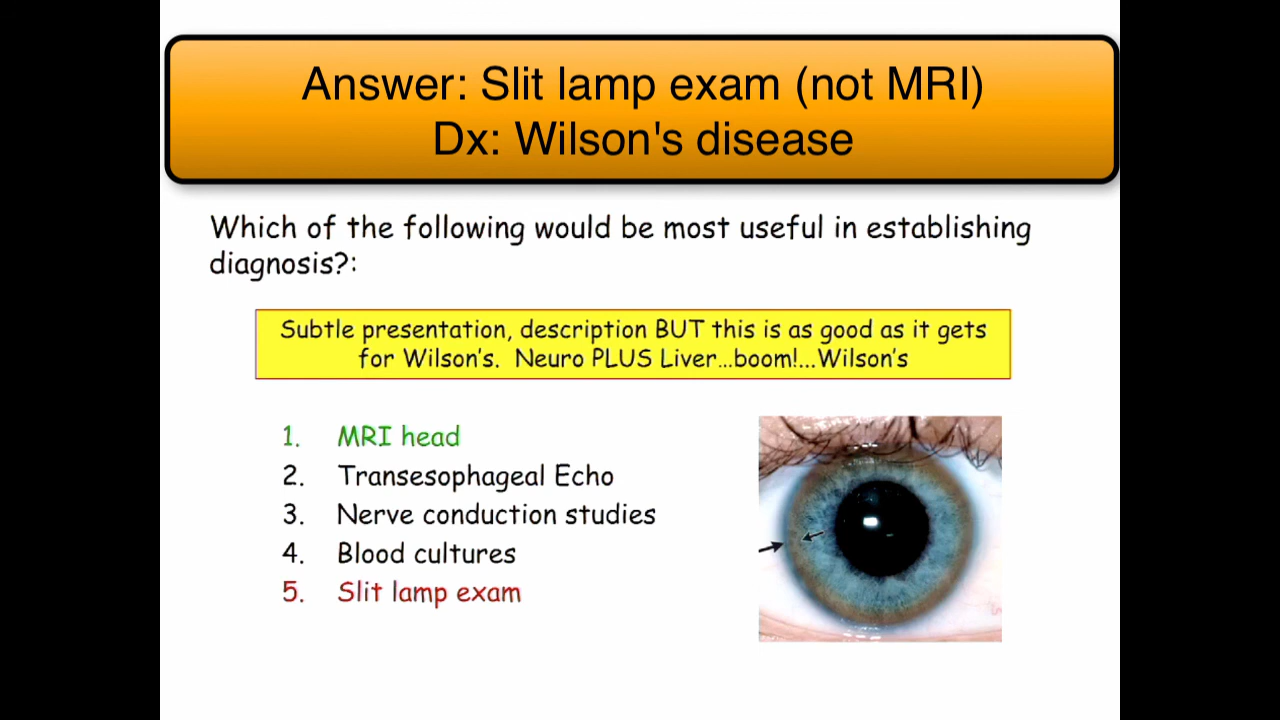 Answer: Slit lamp exam (not MRI)
Dx: Wilson's disease
Which of the following would be most useful in establishing
diagnosis?:
Subtle presentation, description BUT this is as good as it gets
for Wilson's. Neuro PLUS Liver...boom!...Wilson's
1. MRI head
2. Transesophageal Echo
3. Nerve conduction studies
4. Blood cultures
5. Slit lamp exam